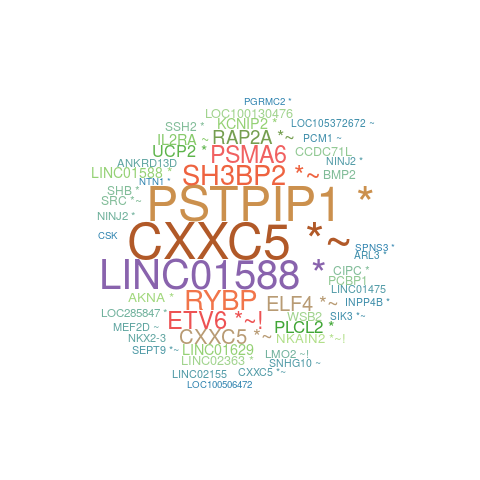 PGRMC2 *
LOC100130476
SSH2 * KCNIP2 * LOC105372672 ~
IL2RA ~ RAP2A *~ PCM1 ~
UCP2 * PSMA6 CCDC71L
ANKRD13D NINJ2 *
LINC01588 * SH3BP2 *~ BMP2
NTN1 *
SHB * PSTPIP1 *
SRC *~
NINJ2 *
CSK CXXC5 *~ SPNS3 *
ARL3 *
LINC01588 * CIPC *
PCBP1
LINC01475
AKNA * RYBP ELF4 *~ INPP4B *
LOC285847 * ETV6 *~! WSB2 SIK3 *~
MEF2D ~ PLCL2 *
NKX2-3 CXXC5 *~ NKAIN2 *~!
SEPT9 *~ LINC01629 LMO2 ~!
LINC02363 * SNHG10 ~
LINC02155 CXXC5 *~
LOC100506472